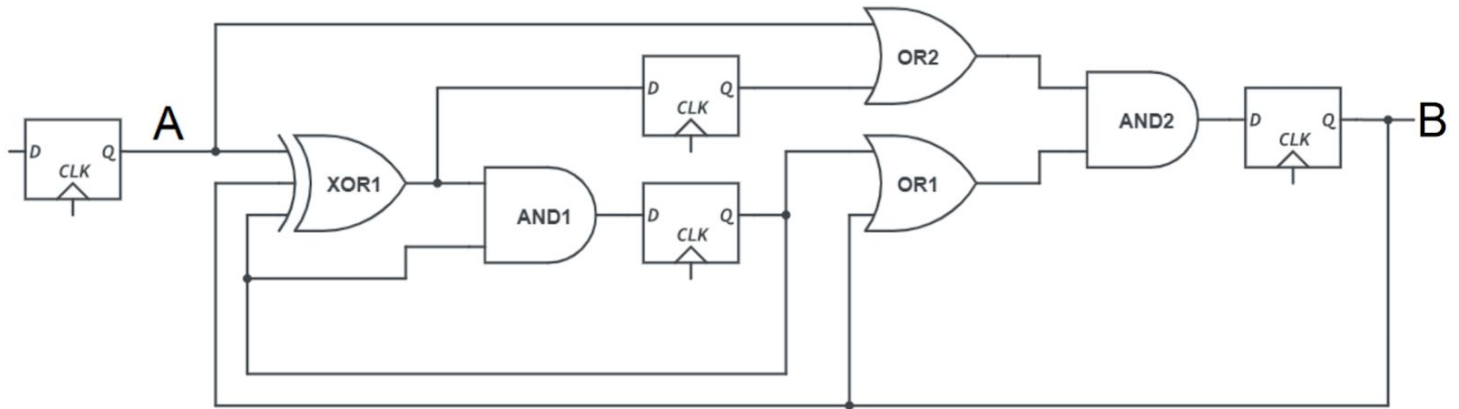 OR2
D Q
CLK
AND2
D Q
CLK
B
A
D Q
CLK
XOR1
OR1
AND1
D Q
CLK